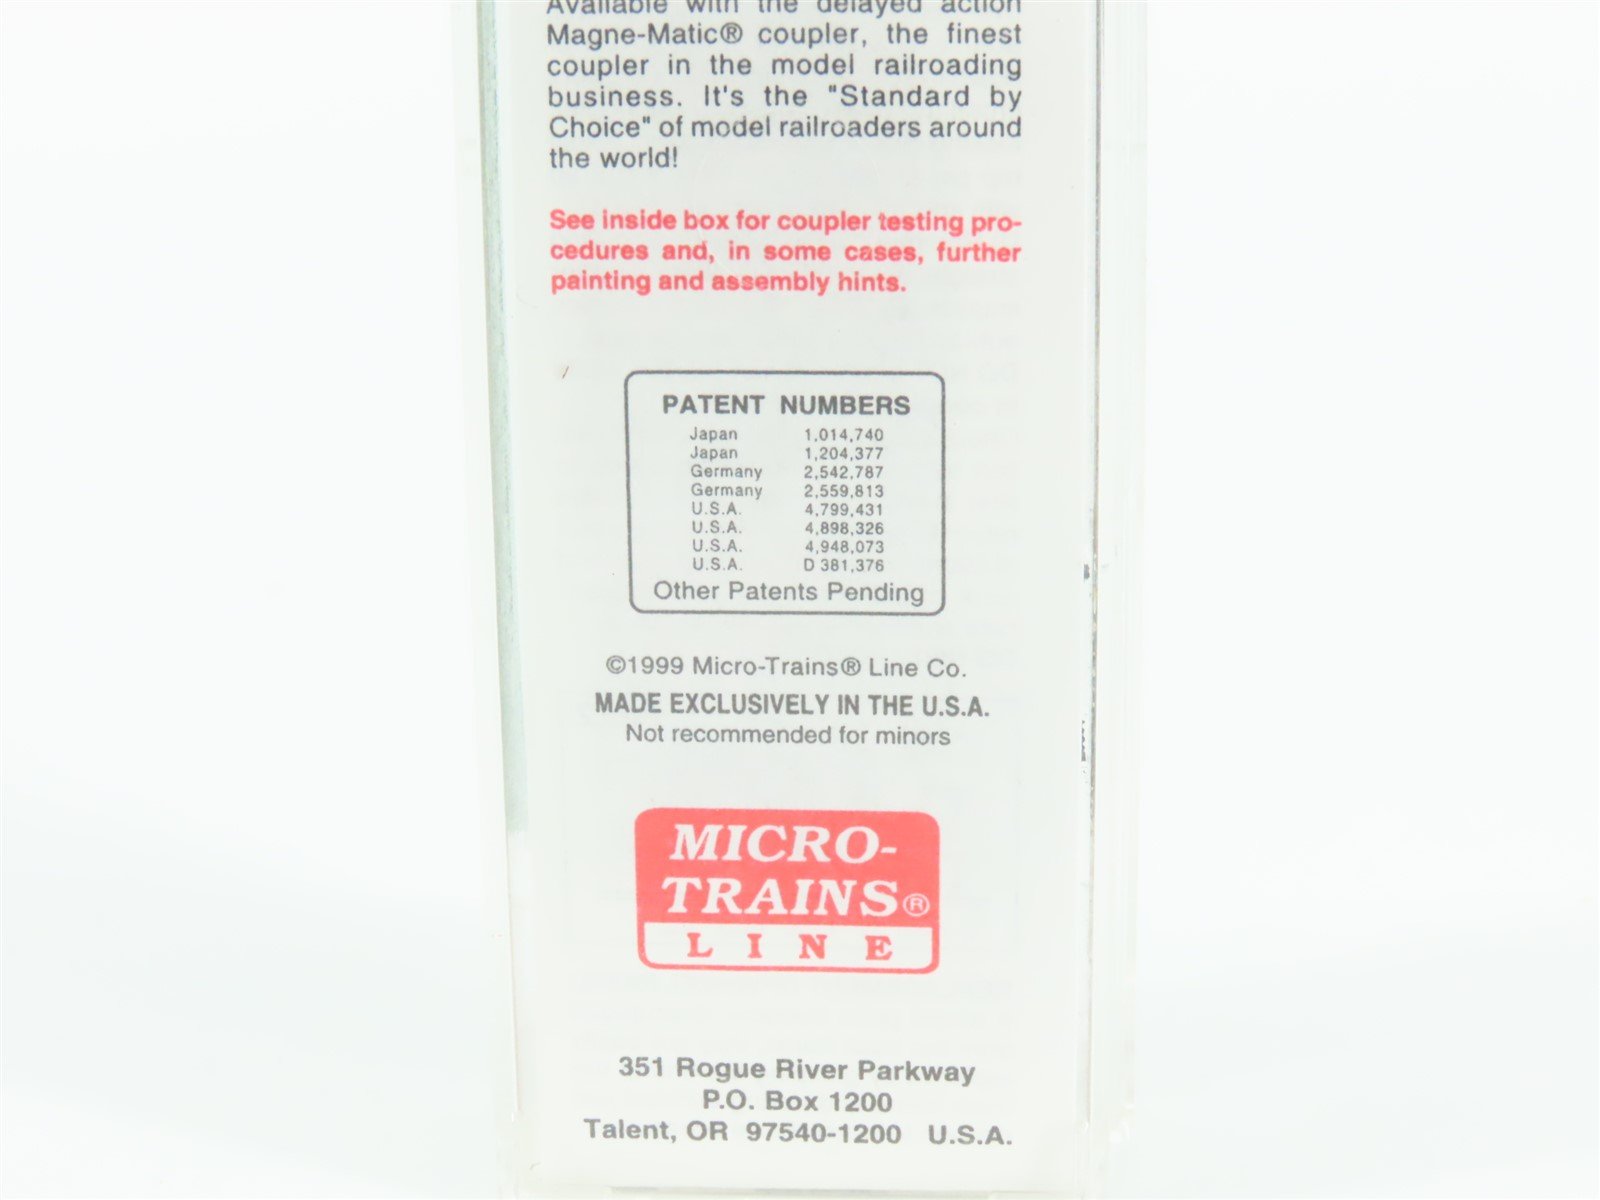 Available with the delayed action
Magne-Matic® coupler, the finest
coupler in the model railroading
business. It's the "Standard by
Choice" of model railroaders around
the world!
See inside box for coupler testing pro-
cedures and, in some cases, further
painting and assembly hints.
PATENT NUMBERS
Japan 1,014,740
Japan 1,204,377
Germany 2,542,787
Germany 2,559,813
U.S.A. 4,799,431
U.S.A. 4,898,326
U.S.A. 4,948,073
U.S.A. D 381,376
Other Patents Pending
©1999 Micro-Trains® Line Co.
MADE EXCLUSIVELY IN THE U.S.A.
Not recommended for minors
MICRO-
TRAINS®
LINE
351 Rogue River Parkway
P.O. Box 1200
Talent, OR 97540-1200 U.S.A.